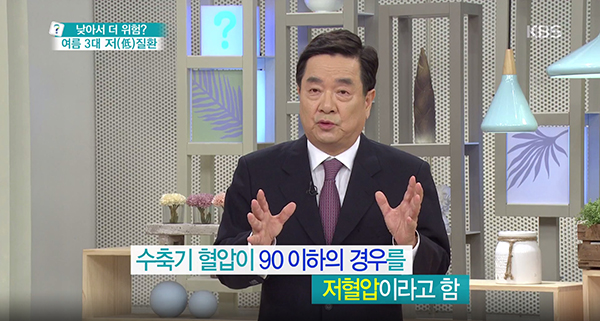 ? 낮아서 더 위험?
여름 3대 저(低)질환
KBS
?
수축기 혈압이 90 이하의 경우를
저혈압이라고 함